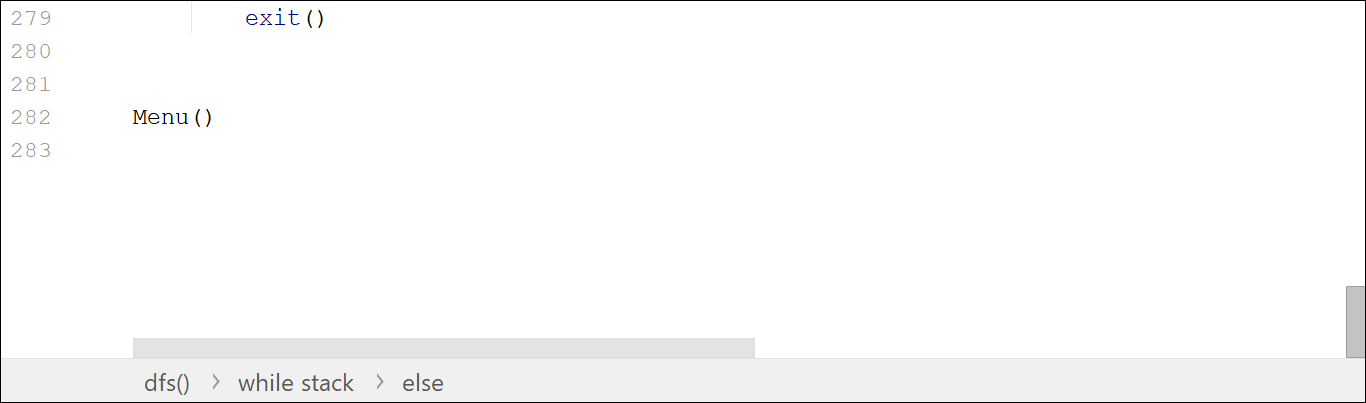 279 exit()
280
281
282 Menu()
283
dfs() > while stack > else